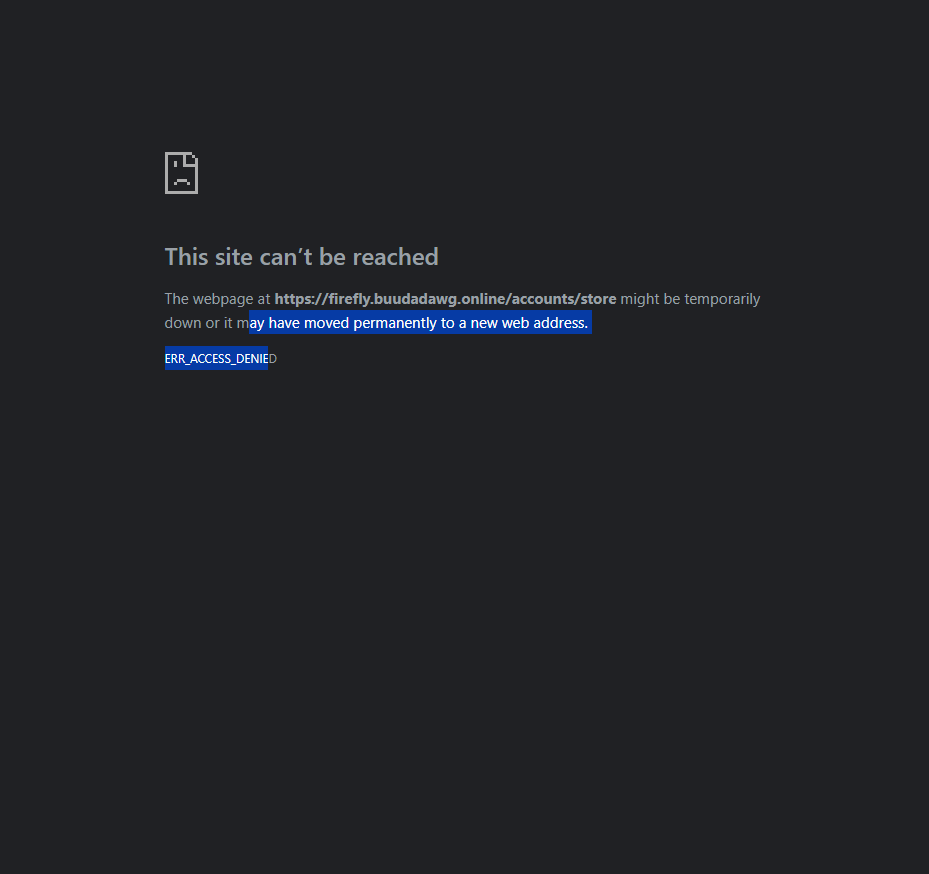 This site can’t be reached
The webpage at https://firefly.buudadawg.online/accounts/store might be temporarily
down or it may have moved permanently to a new web address.
ERR_ACCESS_DENIED